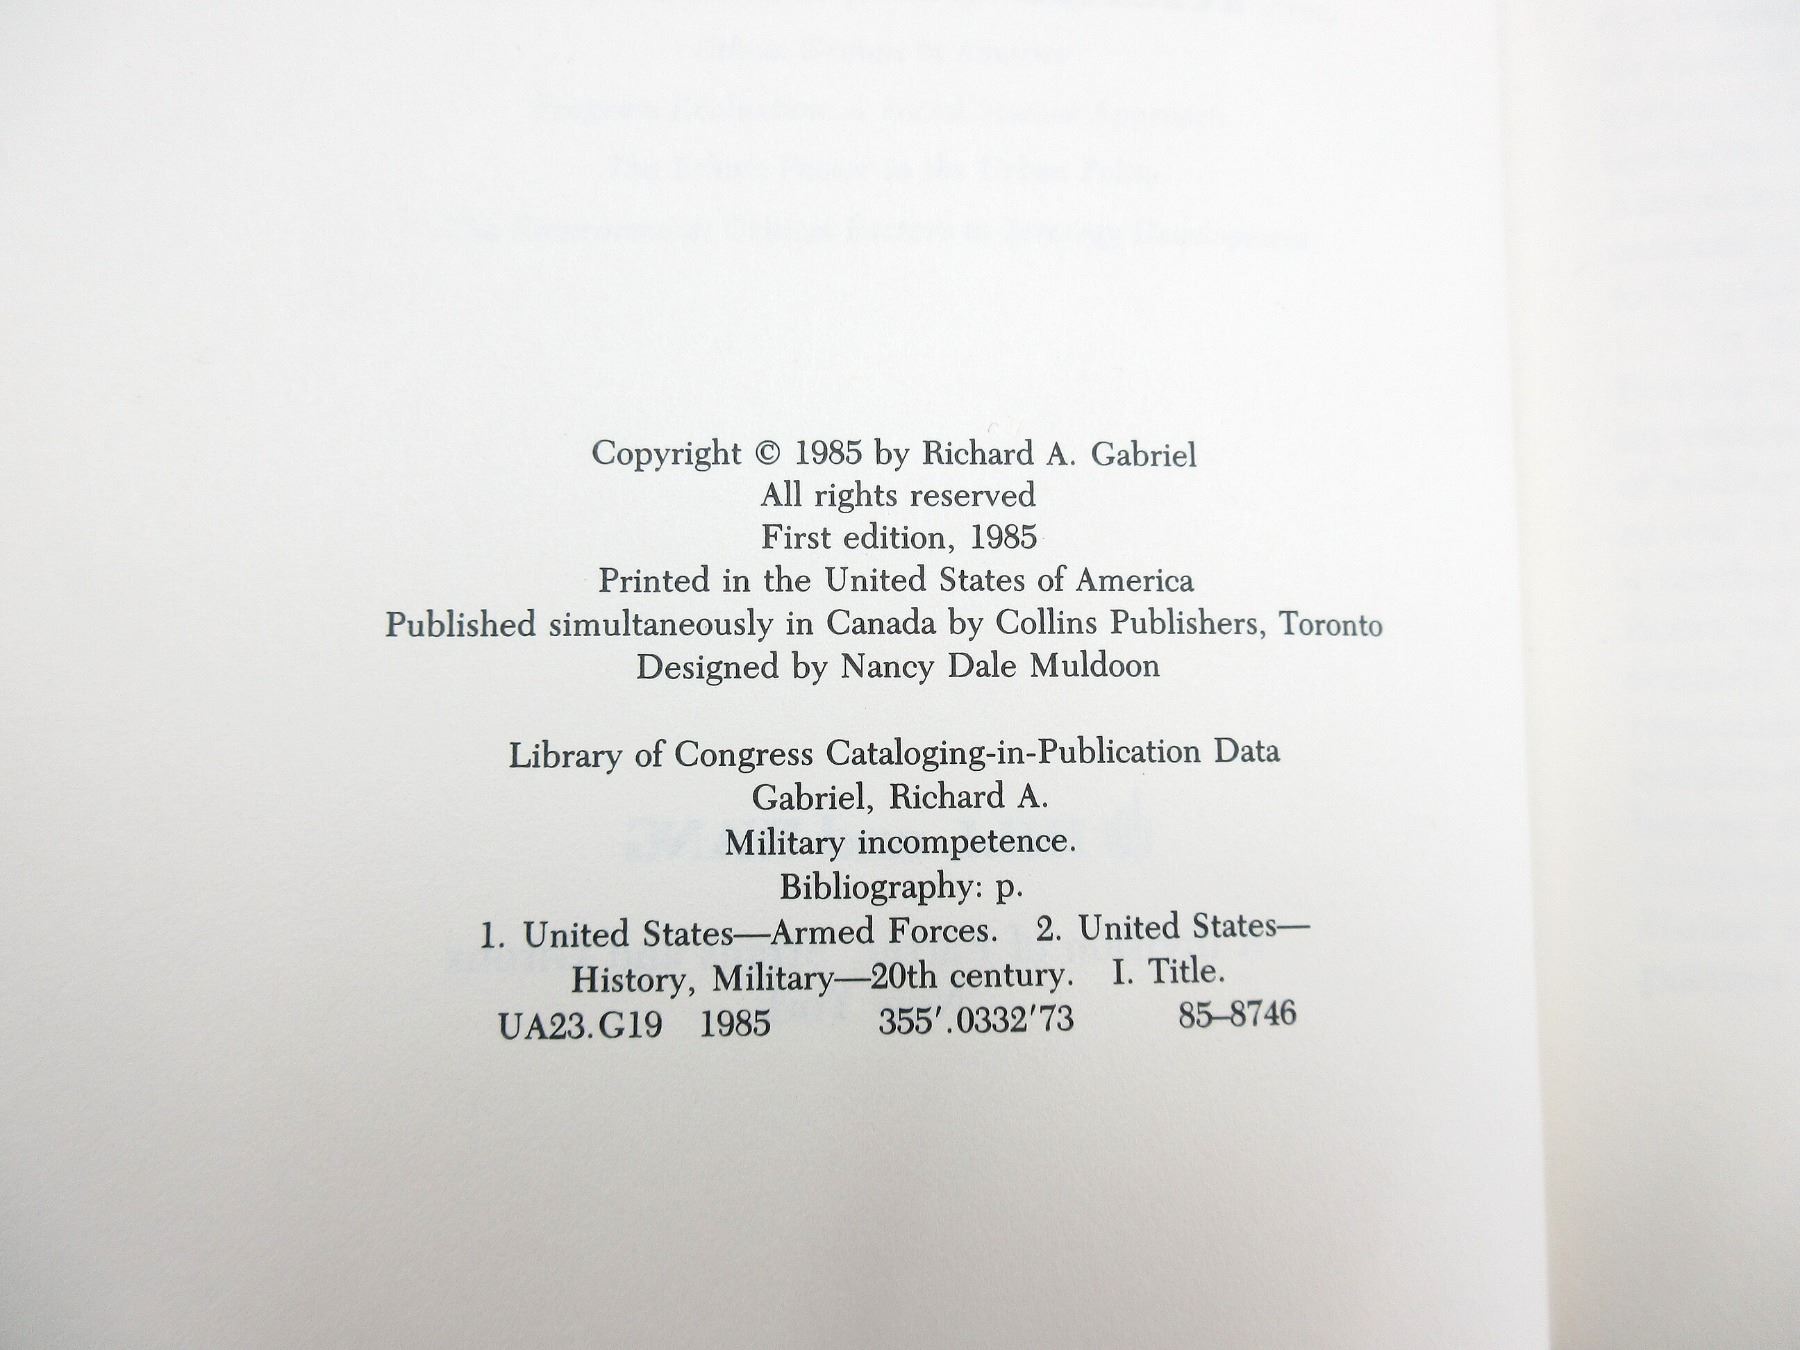 Copyright © 1985 by Richard A. Gabriel
All rights reserved
First edition, 1985
Printed in the United States of America
Published simultaneously in Canada by Collins Publishers, Toronto
Designed by Nancy Dale Muldoon
Library of Congress Cataloging-in-Publication Data
Gabriel, Richard A.
Military incompetence.
Bibliography: p.
1. United States—Armed Forces. 2. United States—
History, Military—20th century. I. Title.
UA23.G19 1985 355′.0332′73 85–8746